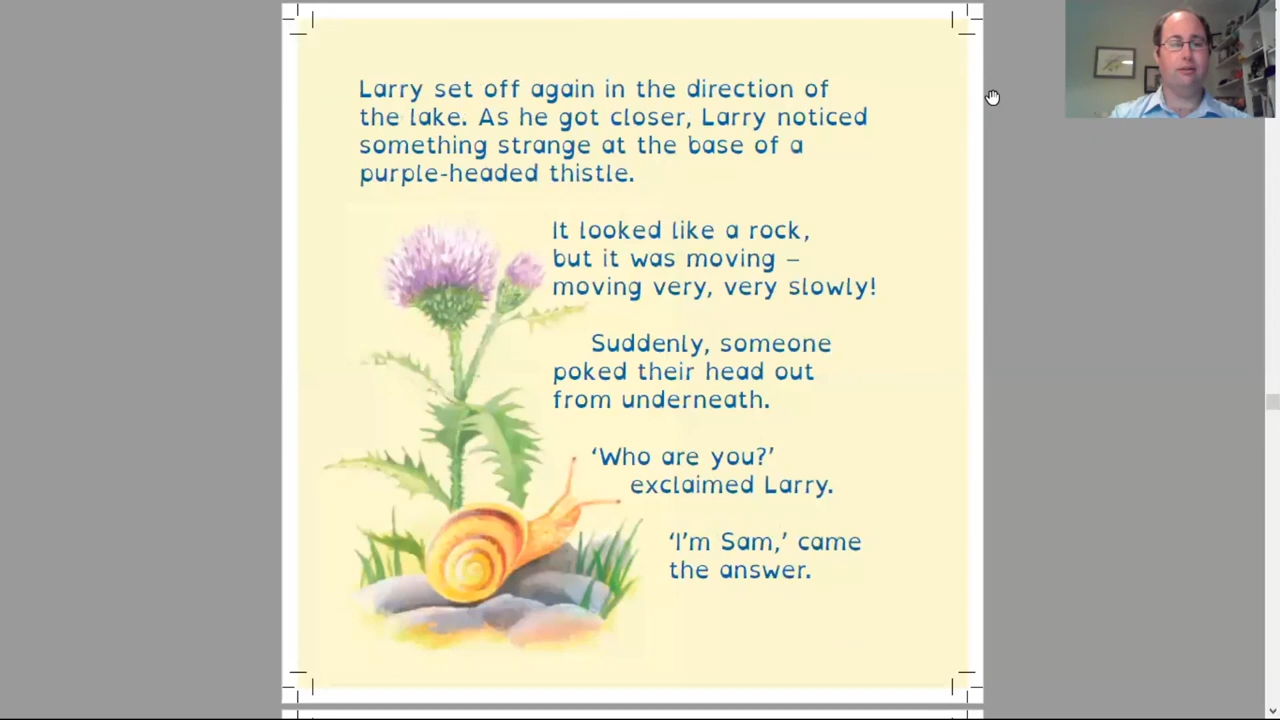 Larry set off again in the direction of
the lake. As he got closer, Larry noticed
something strange at the base of a
purple-headed thistle.
It looked like a rock,
but it was moving –
moving very, very slowly!
Suddenly, someone
poked their head out
from underneath.
‘Who are you?’
exclaimed Larry.
‘I’m Sam,’ came
the answer.